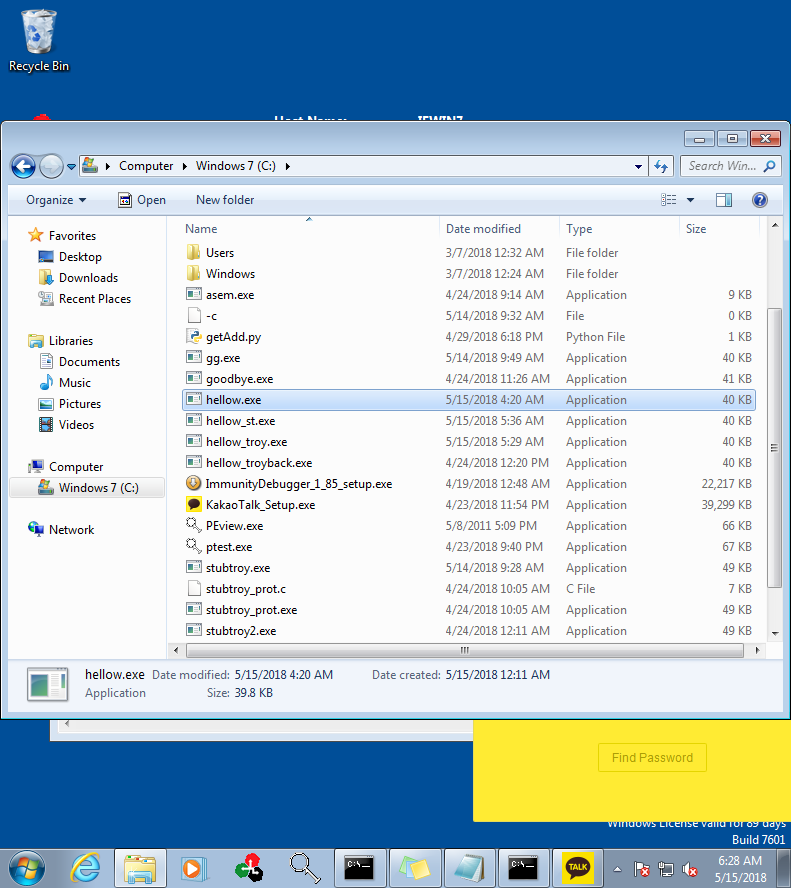 Recycle Bin
Host Name: IEWIN7
Computer Windows 7 (C:) Search Win...
Organize Open New folder
Name Date modified Type Size
Favorites
Desktop
Downloads
Recent Places
Libraries
Documents
Music
Pictures
Videos
Computer
Windows 7 (C:)
Network
Users 3/7/2018 12:32 AM File folder
Windows 3/7/2018 12:24 AM File folder
asem.exe 4/24/2018 9:14 AM Application 9 KB
-c 5/14/2018 9:32 AM File 0 KB
getAdd.py 4/29/2018 6:18 PM Python File 1 KB
gg.exe 5/14/2018 9:49 AM Application 40 KB
goodbye.exe 4/24/2018 11:26 AM Application 41 KB
hellow.exe 5/15/2018 4:20 AM Application 40 KB
hellow_st.exe 5/15/2018 5:36 AM Application 40 KB
hellow_troy.exe 5/15/2018 5:29 AM Application 40 KB
hellow_troyback.exe 4/24/2018 12:20 PM Application 40 KB
ImmunityDebugger_1_85_setup.exe 4/19/2018 12:48 AM Application 22,217 KB
KakaoTalk_Setup.exe 4/23/2018 11:54 PM Application 39,299 KB
PEview.exe 5/8/2011 5:09 PM Application 66 KB
ptest.exe 4/23/2018 9:40 PM Application 67 KB
stubtroy.exe 5/14/2018 9:28 AM Application 49 KB
stubtroy_prot.c 4/24/2018 10:05 AM C File 7 KB
stubtroy_prot.exe 4/24/2018 10:05 AM Application 49 KB
stubtroy2.exe 4/24/2018 12:11 AM Application 49 KB
hellow.exe Date modified: 5/15/2018 4:20 AM Date created: 5/15/2018 12:11 AM
Application Size: 39.8 KB
Find Password
Windows License valid for 89 days
Build 7601
C:\
C:\
TALK
6:28 AM
5/15/2018